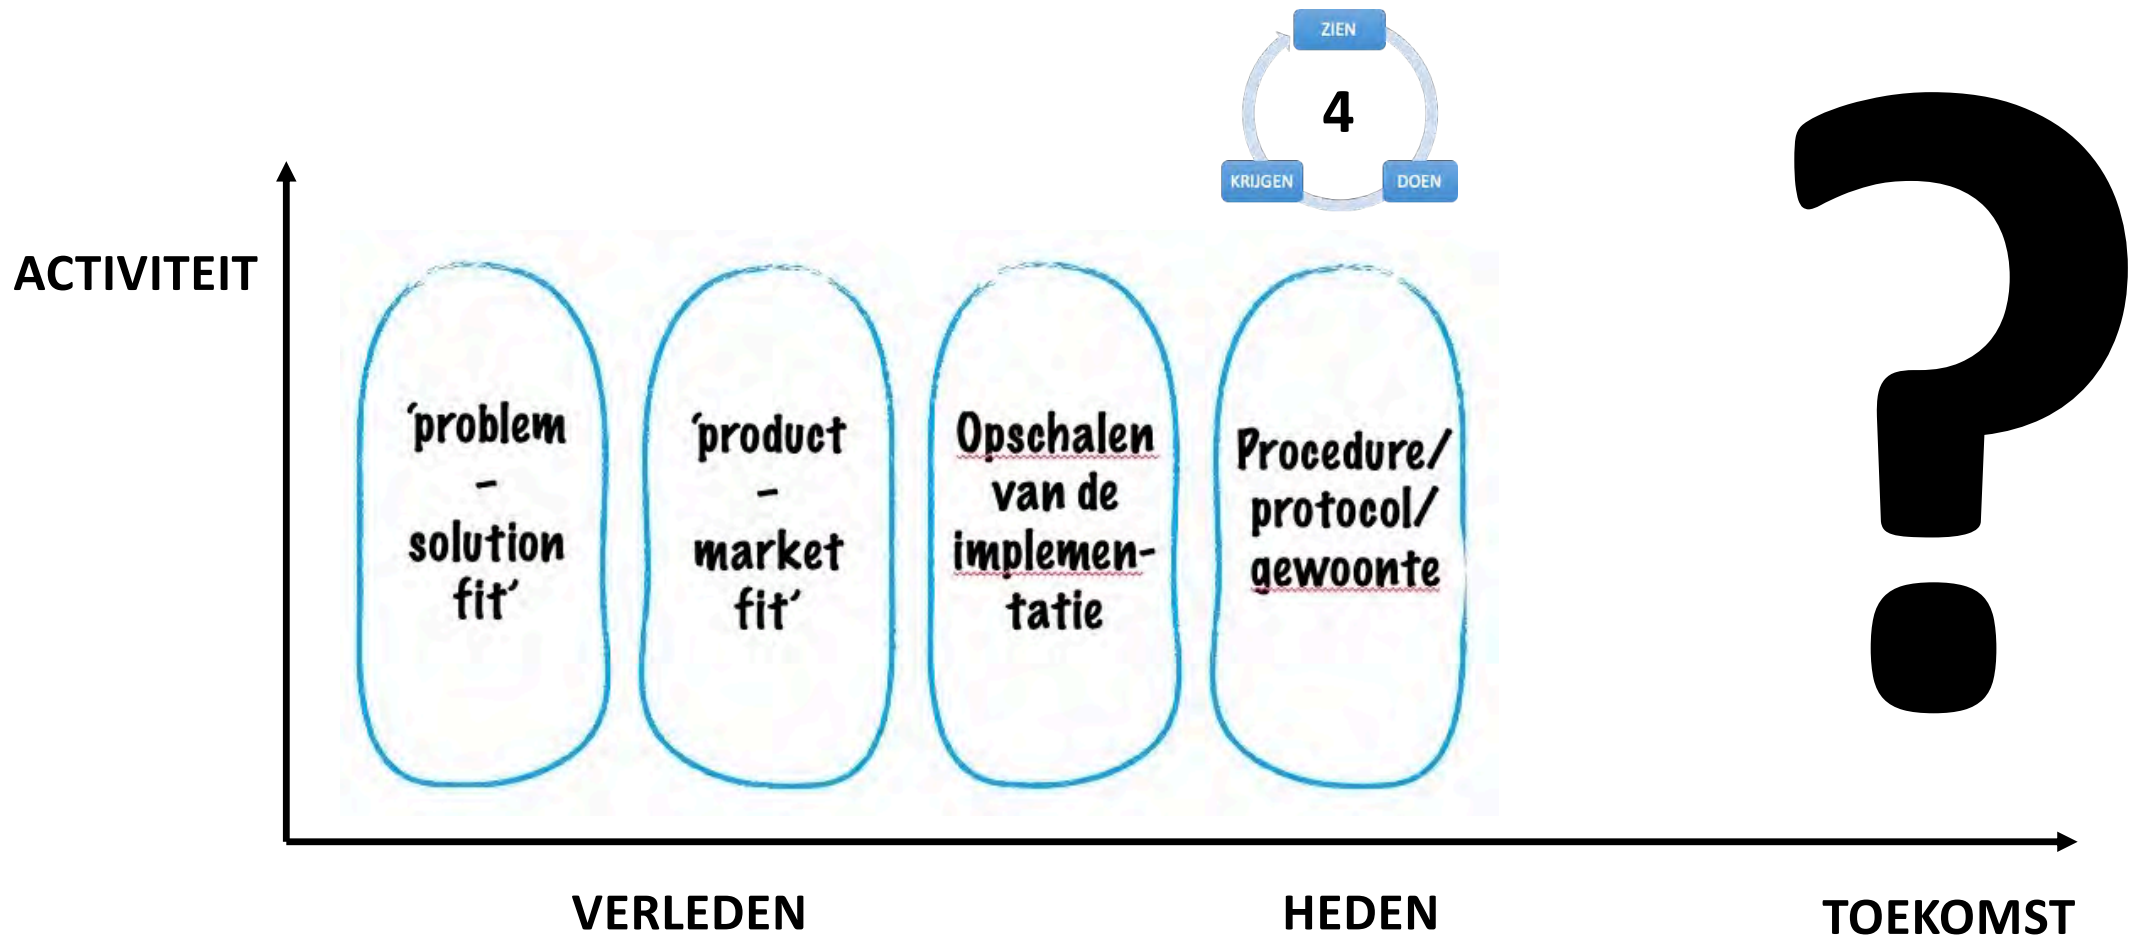 ZIEN
4
KRIJGEN
DOEN
ACTIVITEIT
‘problem
–
solution
fit’
‘product
–
market
fit’
Opschalen
van de
implemen-
tatie
Procedure/
protocol/
gewoonte
?
VERLEDEN
HEDEN
TOEKOMST